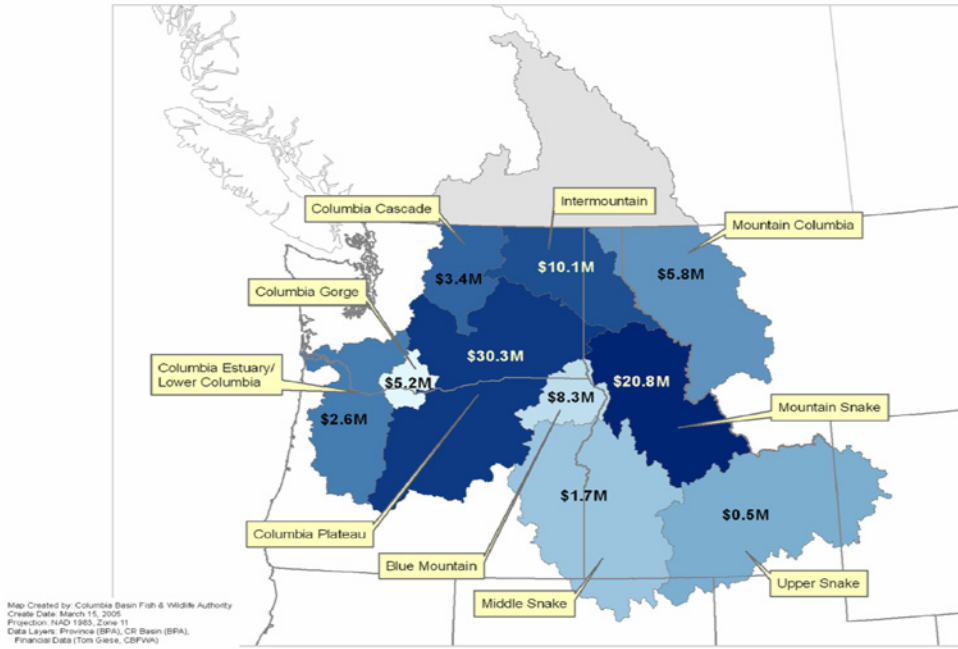 Intermountain
Columbia Cascade
Mountain Columbia
$10.1M
$3.4M
$5.8M
Columbia Gorge
$30.3M
Columbia Estuary/
Lower Columbia
$5.2M
$20.8M
$8.3M
Mountain Snake
$2.6M
$1.7M
$0.5M
Columbia Plateau
Blue Mountain
Upper Snake
Middle Snake
Map Created by: Columbia Basin Fish & Wildlife Authority
Create Date: March 15, 2005
Projection: NAD 1983, Zone 11
Data Layers: Province (BPA), CR Basin (BPA),
Financial Data (Tom Giese, CBFWA)